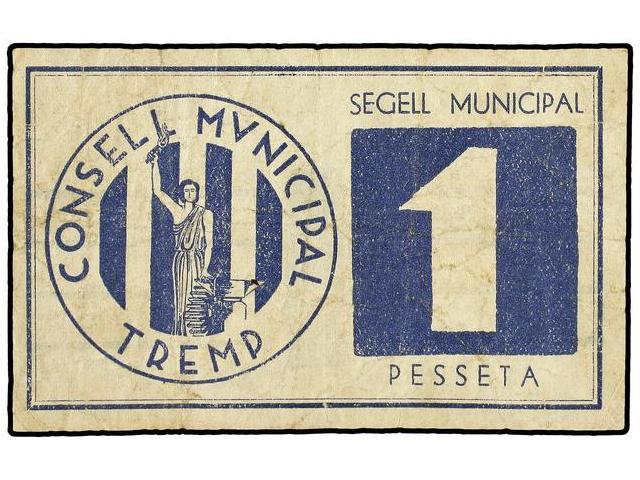 CONSELL MVNICIPAL
TREMP
SEGELL MUNICIPAL
1
PESSETA